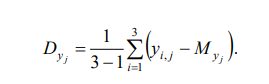 D_{y_j} = \frac{1}{3-1} \sum_{i=1}^{3} (y_{i,j} - M_{y_j}).